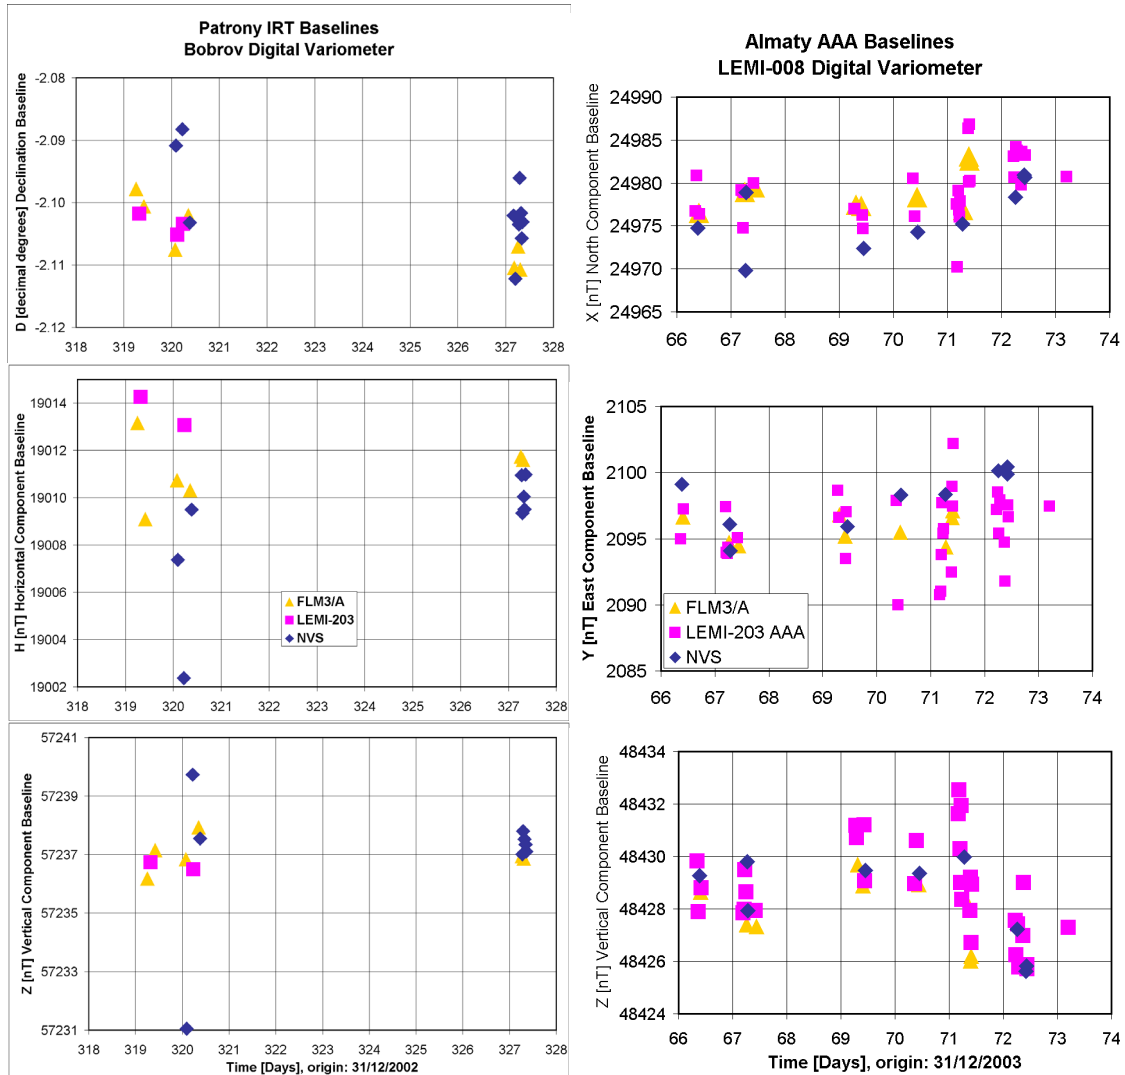 Patrony IRT Baselines
Bobrov Digital Variometer
D [decimal degrees] Declination Baseline
-2.08
-2.09
-2.10
-2.11
-2.12
318 319 320 321 322 323 324 325 326 327 328
H [nT] Horizontal Component Baseline
19014
19012
19010
19008
19006
19004
19002
FLM3/A
LEMI-203
NVS
318 319 320 321 322 323 324 325 326 327 328
Z [nT] Vertical Component Baseline
57241
57239
57237
57235
57233
57231
318 319 320 321 322 323 324 325 326 327 328
Time [Days], origin: 31/12/2002
Almaty AAA Baselines
LEMI-008 Digital Variometer
X [nT] North Component Baseline
24990
24985
24980
24975
24970
24965
66 67 68 69 70 71 72 73 74
Y [nT] East Component Baseline
2105
2100
2095
2090
2085
FLM3/A
LEMI-203 AAA
NVS
66 67 68 69 70 71 72 73 74
Z [nT] Vertical Component Baseline
48434
48432
48430
48428
48426
48424
66 67 68 69 70 71 72 73 74
Time [Days], origin: 31/12/2003